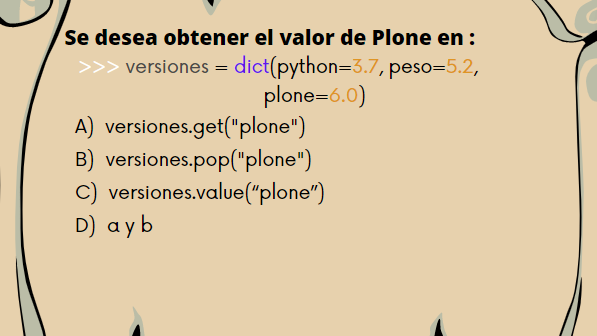 Se desea obtener el valor de Plone en :
>>> versiones = dict(python=3.7, peso=5.2,
plone=6.0)
A) versiones.get("plone")
B) versiones.pop("plone")
C) versiones.value(“plone”)
D) a y b